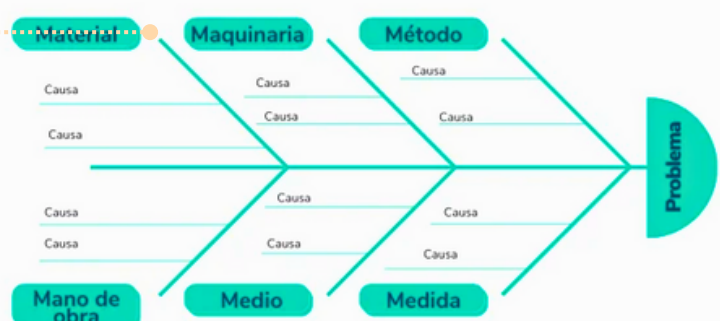 Material
Maquinaria
Método
Causa
Causa
Causa
Causa
Causa
Causa
Problema
Causa
Causa
Causa
Causa
Causa
Causa
Mano de
obra
Medio
Medida